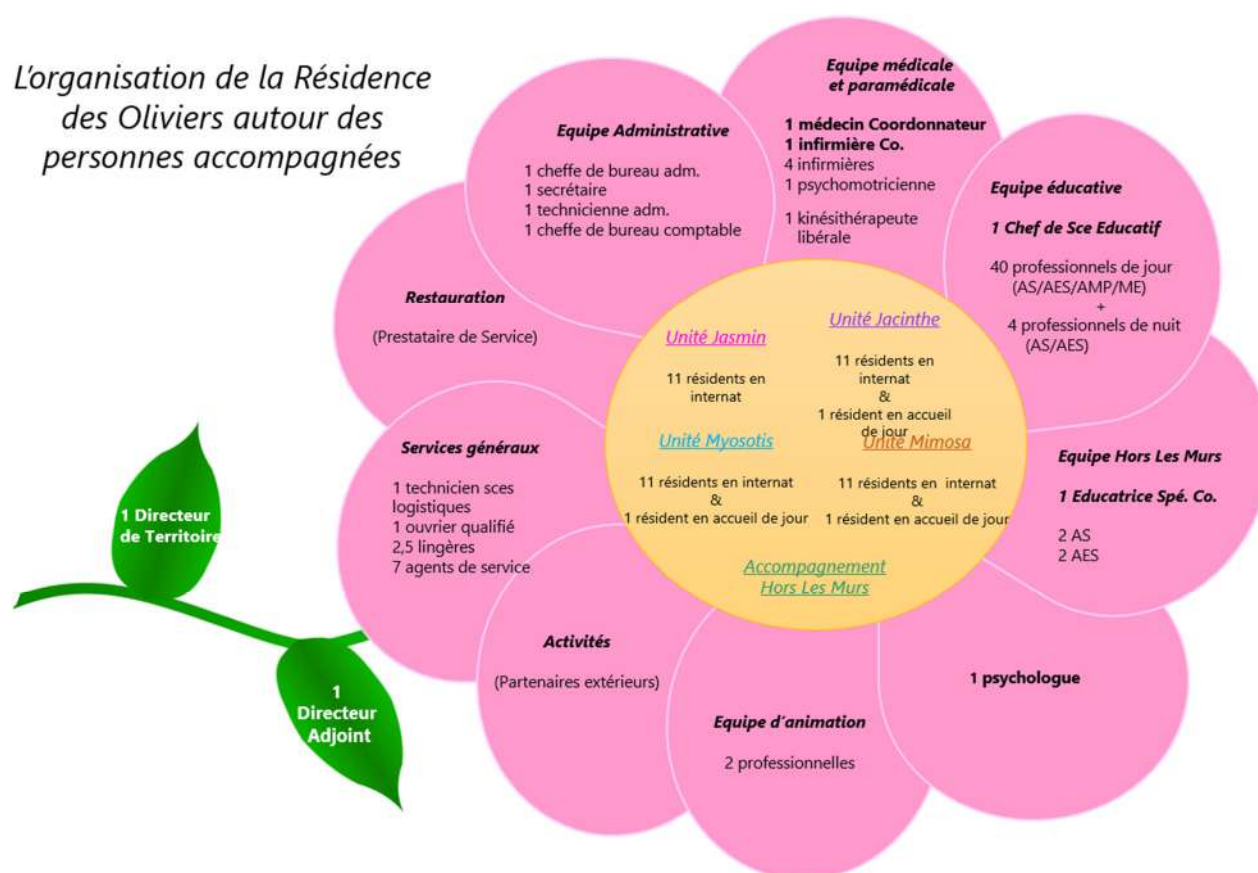 L'organisation de la Résidence
des Oliviers autour des
personnes accompagnées
Equipe Administrative
1 cheffe de bureau adm.
1 secrétaire
1 technicienne adm.
1 cheffe de bureau comptable
Equipe médicale
et paramédicale
1 médecin Coordonnateur
1 infirmière Co.
4 infirmières
1 psychomotricienne
1 kinésithérapeute
libérale
Equipe éducative
1 Chef de Sce Educatif
40 professionnels de jour
(AS/AES/AMP/ME)
+
4 professionnels de nuit
(AS/AES)
Restauration
(Prestataire de Service)
Unité Jasmin
11 résidents en
internat
Unité Jacinthe
11 résidents en
internat
&
1 résident en accueil
de jour
Unité Myosotis
11 résidents en internat
&
1 résident en accueil de jour
Unité Mimosa
11 résidents en internat
&
1 résident en accueil de jour
Accompagnement
Hors Les Murs
Services généraux
1 technicien sces
logistiques
1 ouvrier qualifié
2,5 lingères
7 agents de service
Equipe Hors Les Murs
1 Educatrice Spé. Co.
2 AS
2 AES
1 Directeur
de Territoire
1
Directeur
Adjoint
Activités
(Partenaires extérieurs)
Equipe d'animation
2 professionnelles
1 psychologue